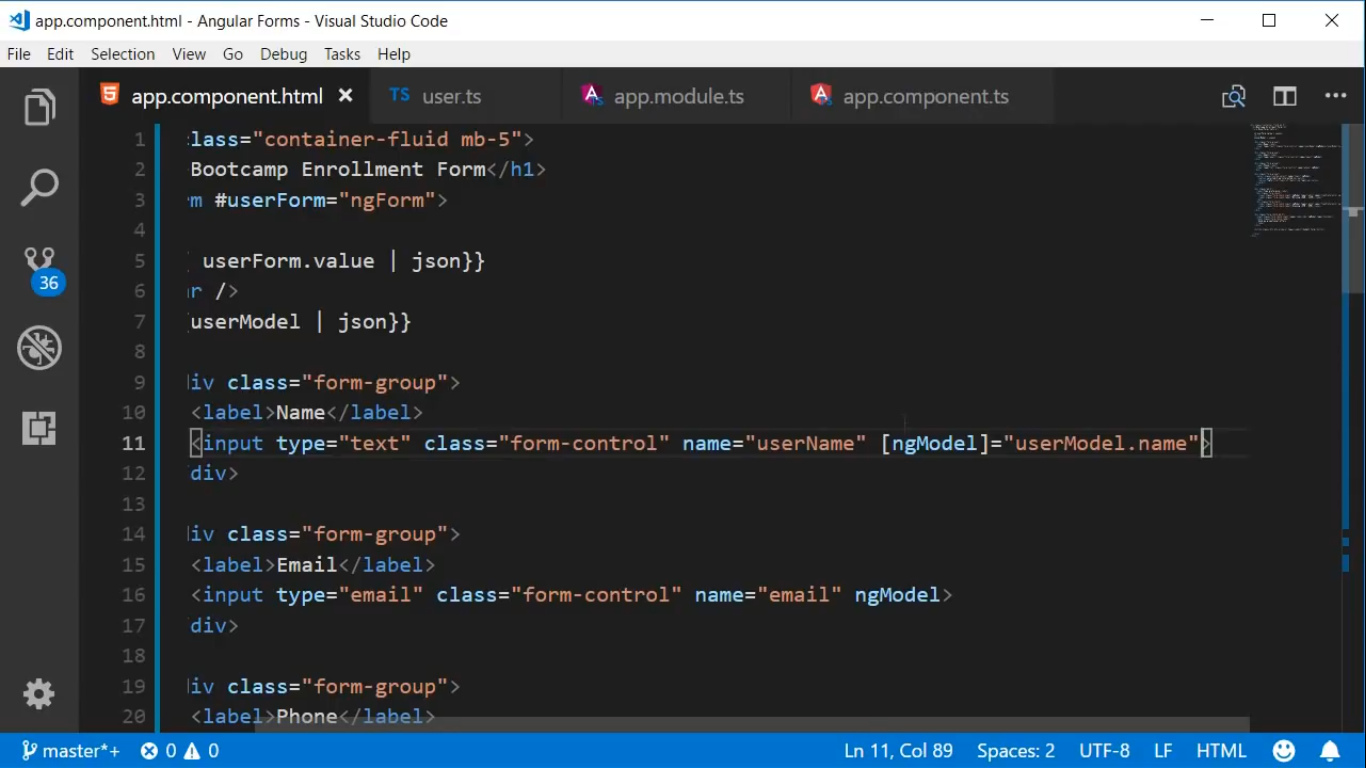 app.component.html - Angular Forms - Visual Studio Code
File Edit Selection View Go Debug Tasks Help
app.component.html TS user.ts app.module.ts app.component.ts
1 lass="container-fluid mb-5">
2 Bootcamp Enrollment Form</h1>
3 m #userForm="ngForm">
4
5 userForm.value | json}}
6 r />
7 userModel | json}}
8
9 iv class="form-group">
10 <label>Name</label>
11 <input type="text" class="form-control" name="userName" [ngModel]="userModel.name">
12 div>
13
14 iv class="form-group">
15 <label>Email</label>
16 <input type="email" class="form-control" name="email" ngModel>
17 div>
18
19 iv class="form-group">
20 <label>Phone</label>
36
master*+ 0 0 Ln 11, Col 89 Spaces: 2 UTF-8 LF HTML